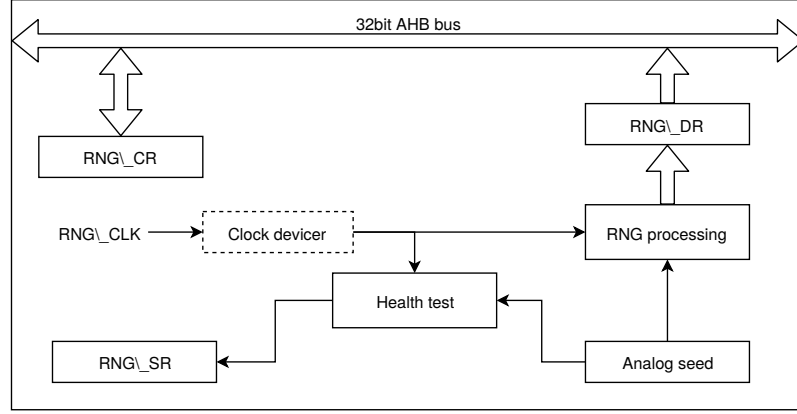 32bit AHB bus
RNG\_CR
RNG\_DR
RNG\_CLK
Clock devicer
RNG processing
Health test
RNG\_SR
Analog seed